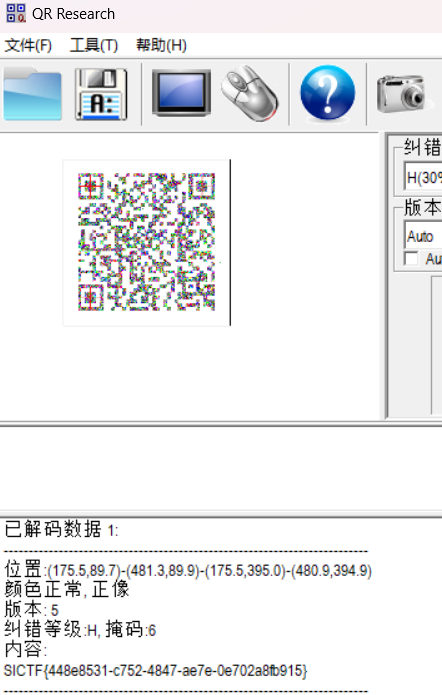 QR Research
文件(F) 工具(T) 帮助(H)
A:
?
纠错
H(30%
版本
Auto
Au
已解码数据 1:
位置:(175.5,89.7)-(481.3,89.9)-(175.5,395.0)-(480.9,394.9)
颜色正常, 正像
版本: 5
纠错等级:H, 掩码:6
内容:
SICTF{448e8531-c752-4847-ae7e-0e702a8fb915}